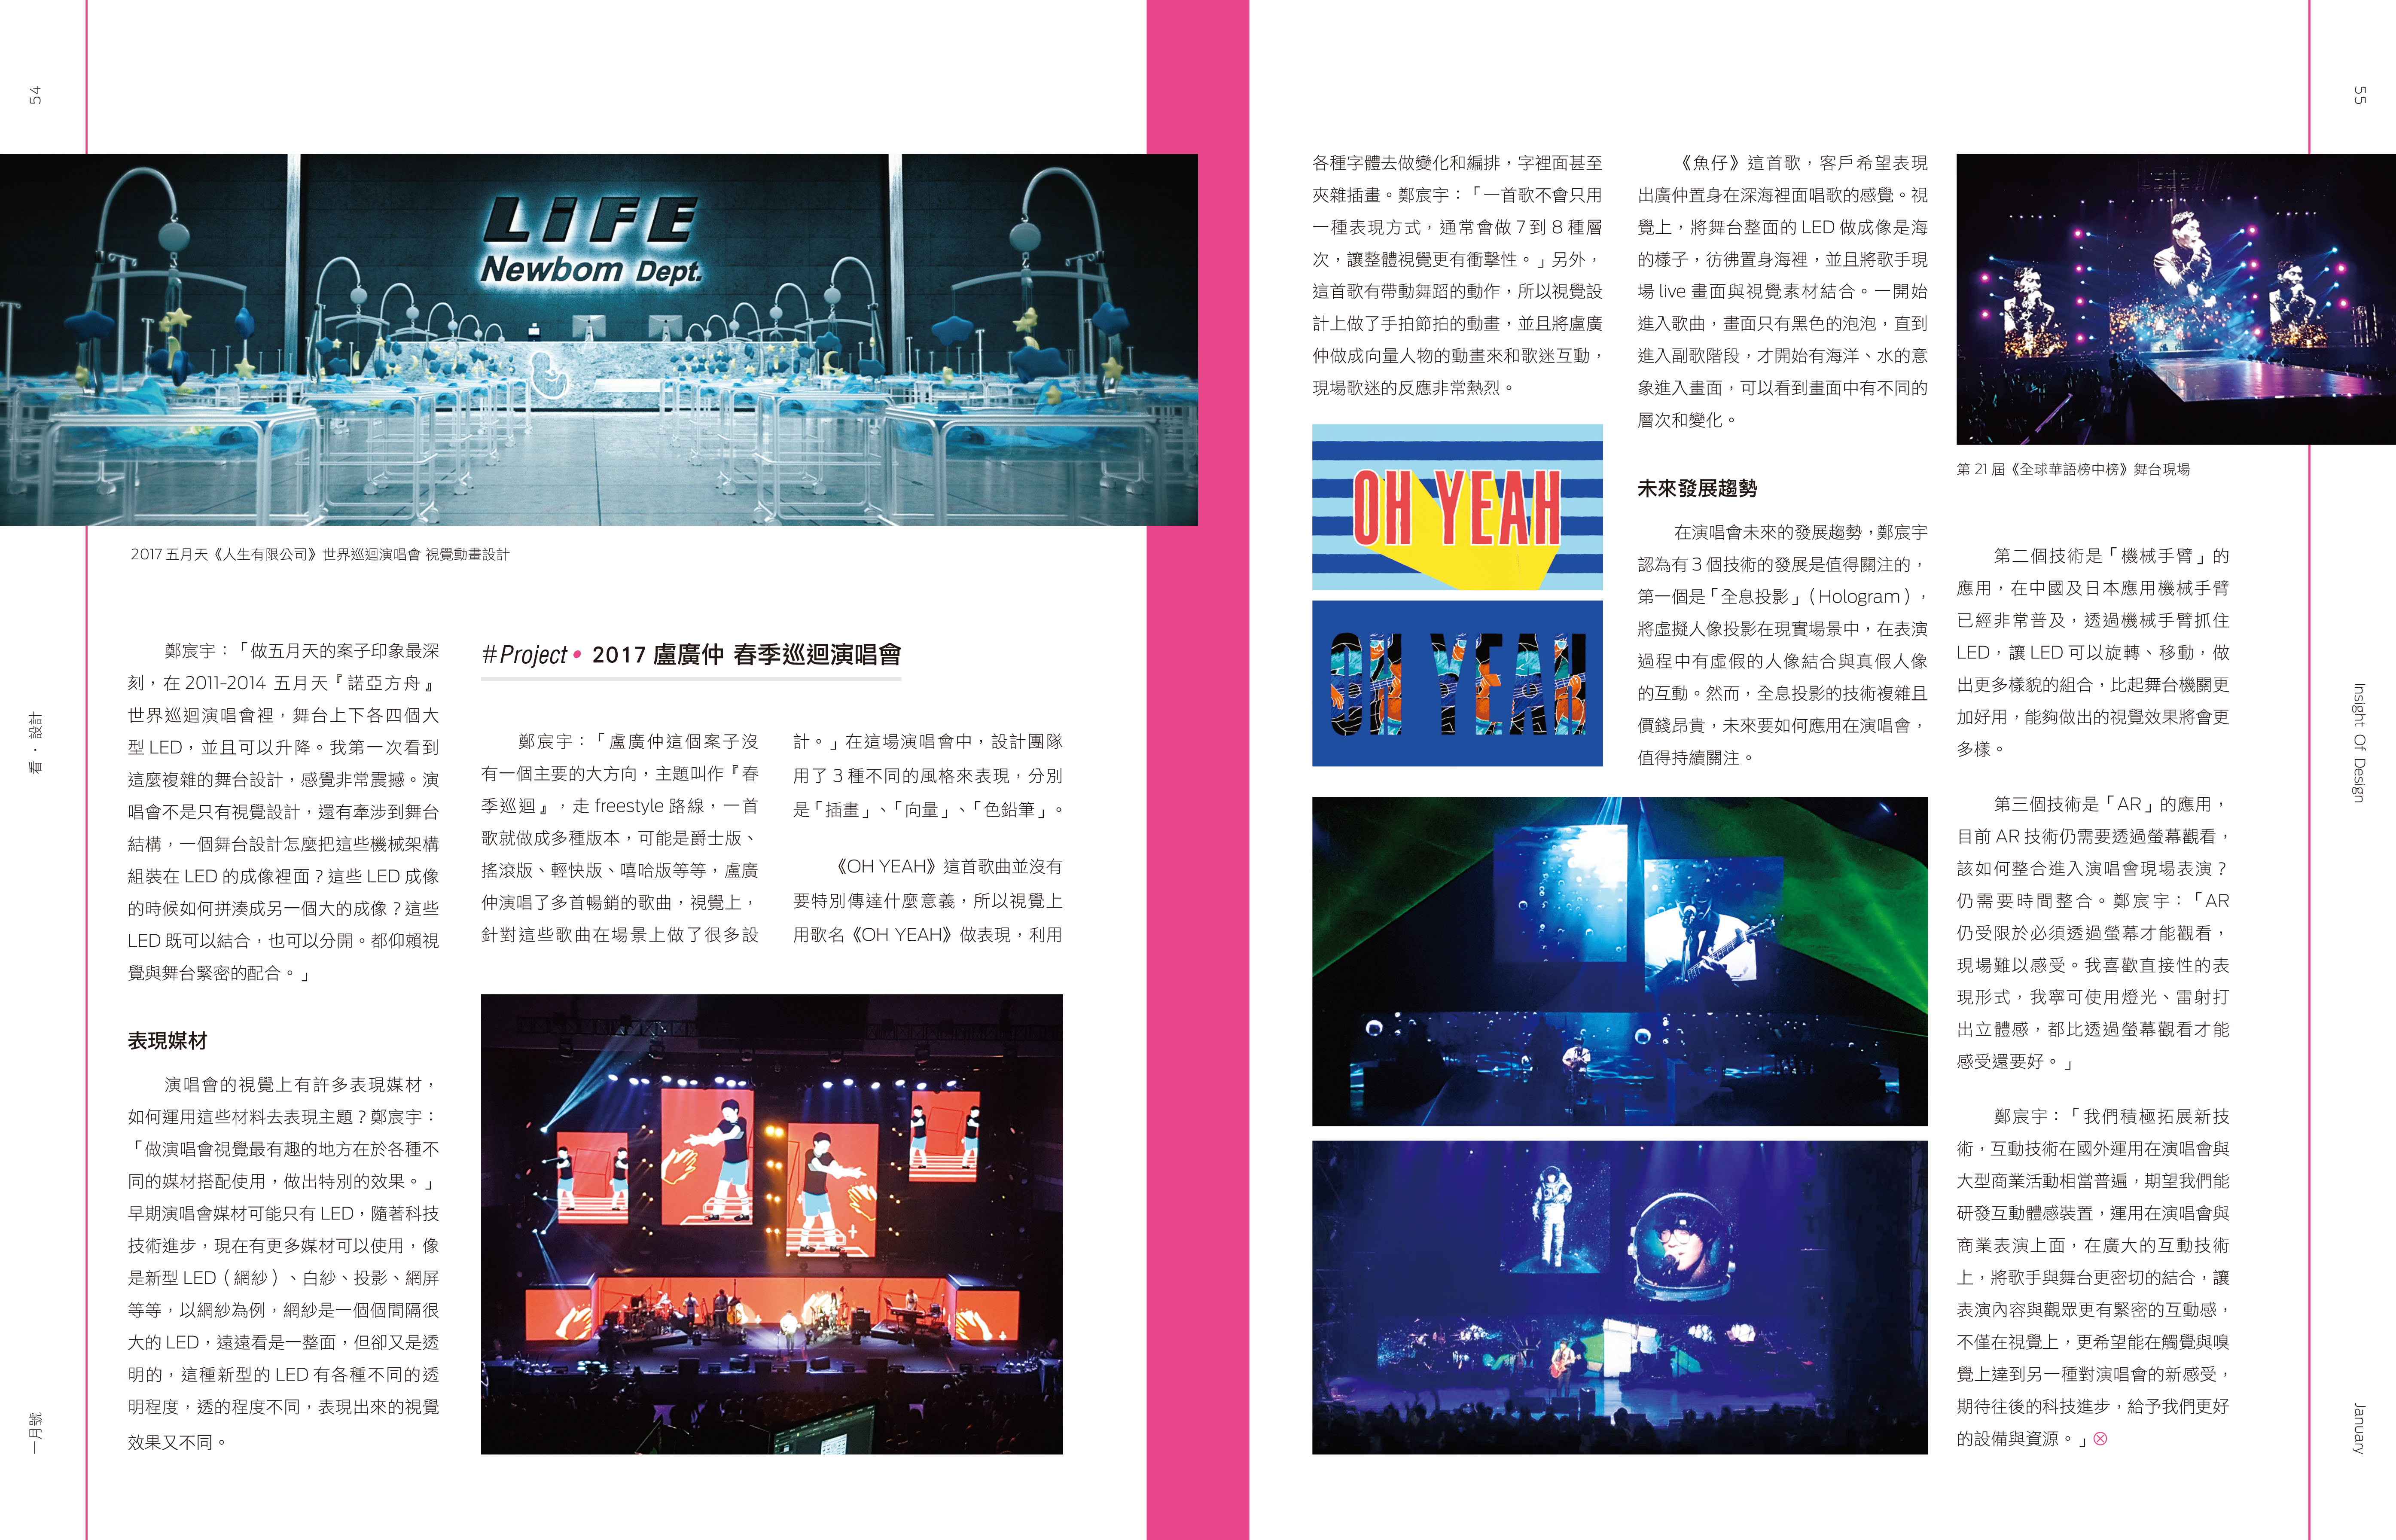 54
LiFE
Newbom Dept.
2017 五月天《人生有限公司》世界巡迴演唱會 視覺動畫設計
鄭宸宇：「做五月天的案子印象最深
刻，在 2011-2014 五月天『諾亞方舟』
世界巡迴演唱會裡，舞台上下各四個大
型 LED，並且可以升降。我第一次看到
這麼複雜的舞台設計，感覺非常震撼。演
唱會不是只有視覺設計，還有牽涉到舞台
結構，一個舞台設計怎麼把這些機械架構
組裝在 LED 的成像裡面？這些 LED 成像
的時候如何拼湊成另一個大的成像？這些
LED 既可以結合，也可以分開。都仰賴視
覺與舞台緊密的配合。」
表現媒材
演唱會的視覺上有許多表現媒材，
如何運用這些材料去表現主題？鄭宸宇：
「做演唱會視覺最有趣的地方在於各種不
同的媒材搭配使用，做出特別的效果。」
早期演唱會媒材可能只有 LED，隨著科技
技術進步，現在有更多媒材可以使用，像
是新型 LED（網紗）、白紗、投影、網屏
等等，以網紗為例，網紗是一個個間隔很
大的 LED，遠遠看是一整面，但卻又是透
明的，這種新型的 LED 有各種不同的透
明程度，透的程度不同，表現出來的視覺
效果又不同。
#Project• 2017 盧廣仲 春季巡迴演唱會
鄭宸宇：「盧廣仲這個案子沒
有一個主要的大方向，主題叫作『春
季巡迴』，走 freestyle 路線，一首
歌就做成多種版本，可能是爵士版、
搖滾版、輕快版、嘻哈版等等，盧廣
仲演唱了多首暢銷的歌曲，視覺上，
針對這些歌曲在場景上做了很多設
計。」在這場演唱會中，設計團隊
用了 3 種不同的風格來表現，分別
是「插畫」、「向量」、「色鉛筆」。
《OH YEAH》這首歌曲並沒有
要特別傳達什麼意義，所以視覺上
用歌名《OH YEAH》做表現，利用
看・設計
一月號
55
各種字體去做變化和編排，字裡面甚至
夾雜插畫。鄭宸宇：「一首歌不會只用
一種表現方式，通常會做 7 到 8 種層
次，讓整體視覺更有衝擊性。」另外，
這首歌有帶動舞蹈的動作，所以視覺設
計上做了手拍節拍的動畫，並且將盧廣
仲做成向量人物的動畫來和歌迷互動，
現場歌迷的反應非常熱烈。
OH YEAH
OH YEAH
《魚仔》這首歌，客戶希望表現
出廣仲置身在深海裡面唱歌的感覺。視
覺上，將舞台整面的 LED 做成像是海
的樣子，彷彿置身海裡，並且將歌手現
場 live 畫面與視覺素材結合。一開始
進入歌曲，畫面只有黑色的泡泡，直到
進入副歌階段，才開始有海洋、水的意
象進入畫面，可以看到畫面中有不同的
層次和變化。
未來發展趨勢
在演唱會未來的發展趨勢，鄭宸宇
認為有 3 個技術的發展是值得關注的，
第一個是「全息投影」（Hologram），
將虛擬人像投影在現實場景中，在表演
過程中有虛假的人像結合與真假人像
的互動。然而，全息投影的技術複雜且
價錢昂貴，未來要如何應用在演唱會，
值得持續關注。
第 21 屆《全球華語榜中榜》舞台現場
第二個技術是「機械手臂」的
應用，在中國及日本應用機械手臂
已經非常普及，透過機械手臂抓住
LED，讓 LED 可以旋轉、移動，做
出更多樣貌的組合，比起舞台機關更
加好用，能夠做出的視覺效果將會更
多樣。
第三個技術是「AR」的應用，
目前 AR 技術仍需要透過螢幕觀看，
該如何整合進入演唱會現場表演？
仍需要時間整合。鄭宸宇：「AR
仍受限於必須透過螢幕才能觀看，
現場難以感受。我喜歡直接性的表
現形式，我寧可使用燈光、雷射打
出立體感，都比透過螢幕觀看才能
感受還要好。」
鄭宸宇：「我們積極拓展新技
術，互動技術在國外運用在演唱會與
大型商業活動相當普遍，期望我們能
研發互動體感裝置，運用在演唱會與
商業表演上面，在廣大的互動技術
上，將歌手與舞台更密切的結合，讓
表演內容與觀眾更有緊密的互動感，
不僅在視覺上，更希望能在觸覺與嗅
覺上達到另一種對演唱會的新感受，
期待往後的科技進步，給予我們更好
的設備與資源。」
Insight Of Design
January